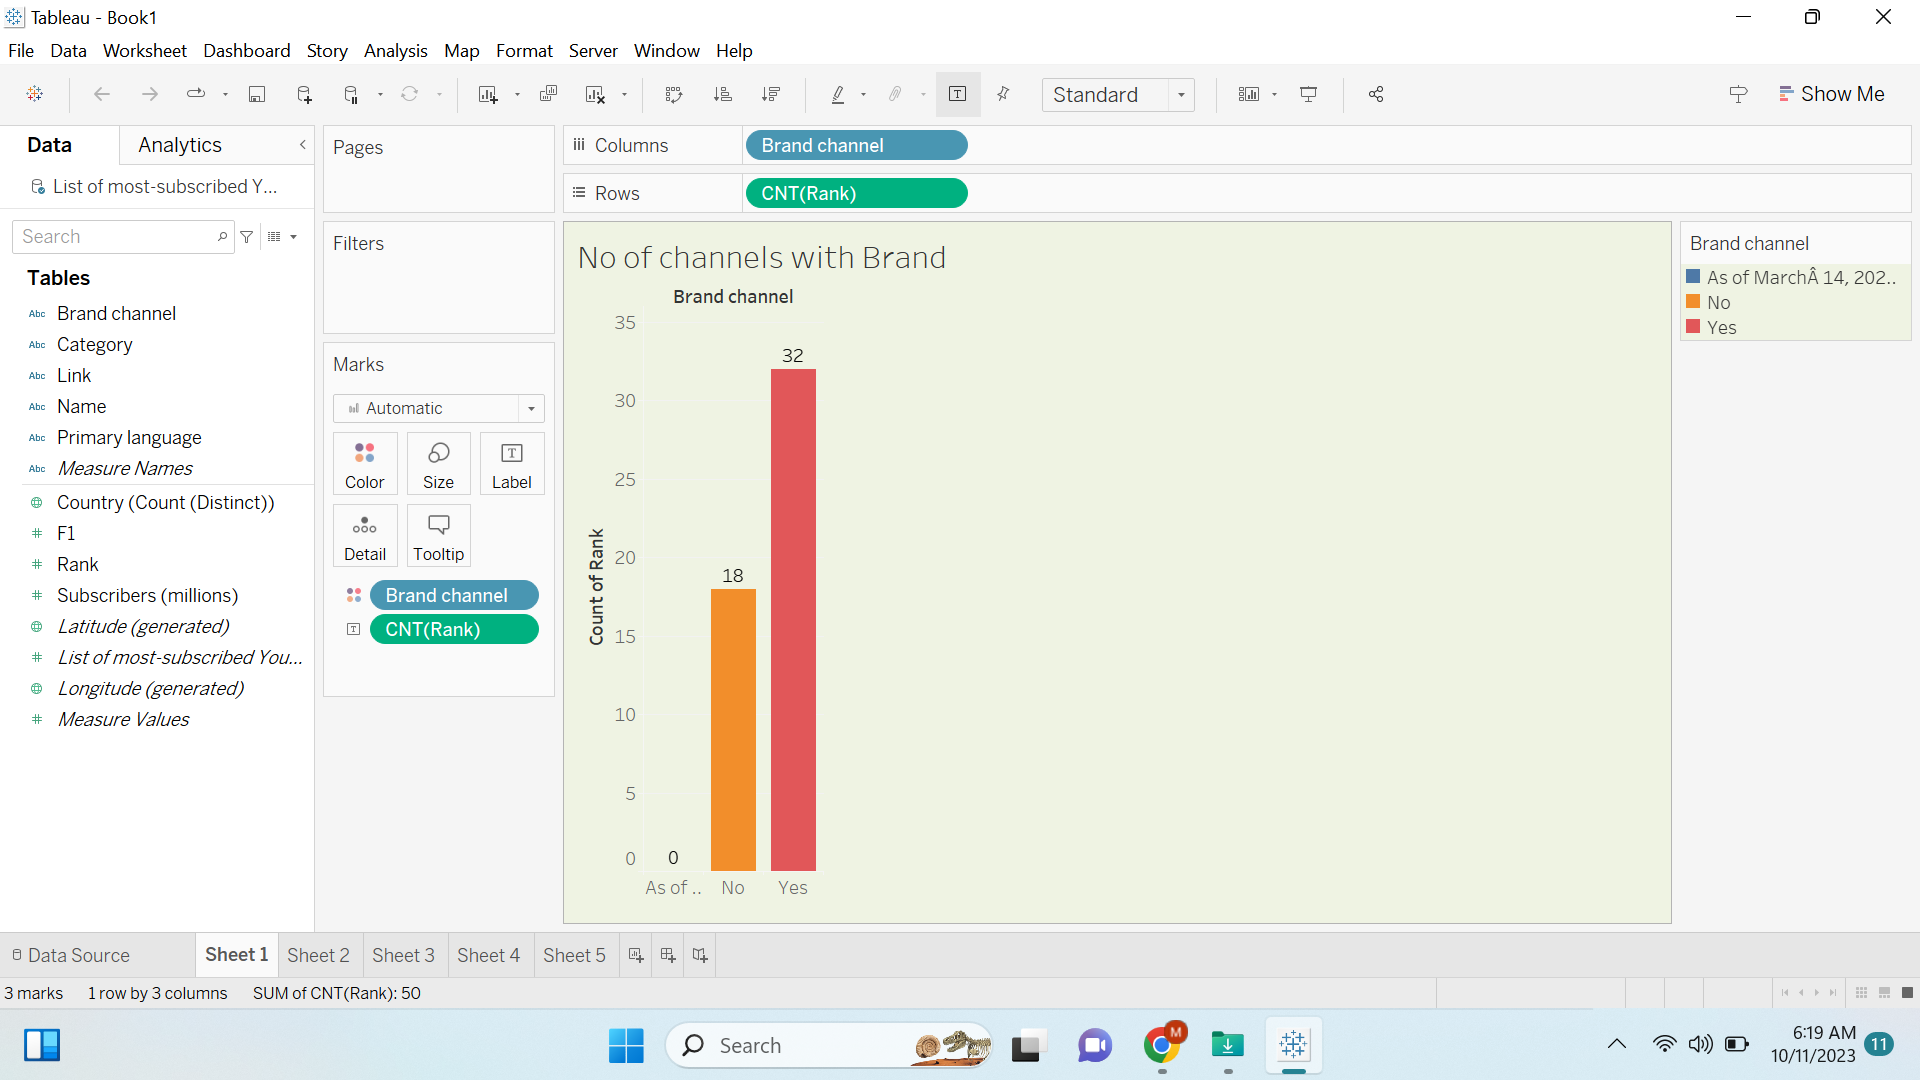 Tableau - Book1
File Data Worksheet Dashboard Story Analysis Map Format Server Window Help
Standard
Show Me
Data Analytics
List of most-subscribed Y...
Search
Tables
Abc Brand channel
Abc Category
Abc Link
Abc Name
Abc Primary language
Abc Measure Names
Country (Count (Distinct))
# F1
# Rank
# Subscribers (millions)
Latitude (generated)
# List of most-subscribed You...
Longitude (generated)
# Measure Values
Pages
Filters
Marks
Automatic
Color Size T Label
Detail Tooltip
Brand channel
T CNT(Rank)
Columns Brand channel
Rows CNT(Rank)
No of channels with Brand
Brand channel
35
30
25
20
15
10
5
0
Count of Rank
0
18
32
As of ..
No
Yes
Brand channel
As of MarchÂ 14, 202..
No
Yes
Data Source Sheet 1 Sheet 2 Sheet 3 Sheet 4 Sheet 5
3 marks 1 row by 3 columns SUM of CNT(Rank): 50
Search
M
6:19 AM
10/11/2023
11